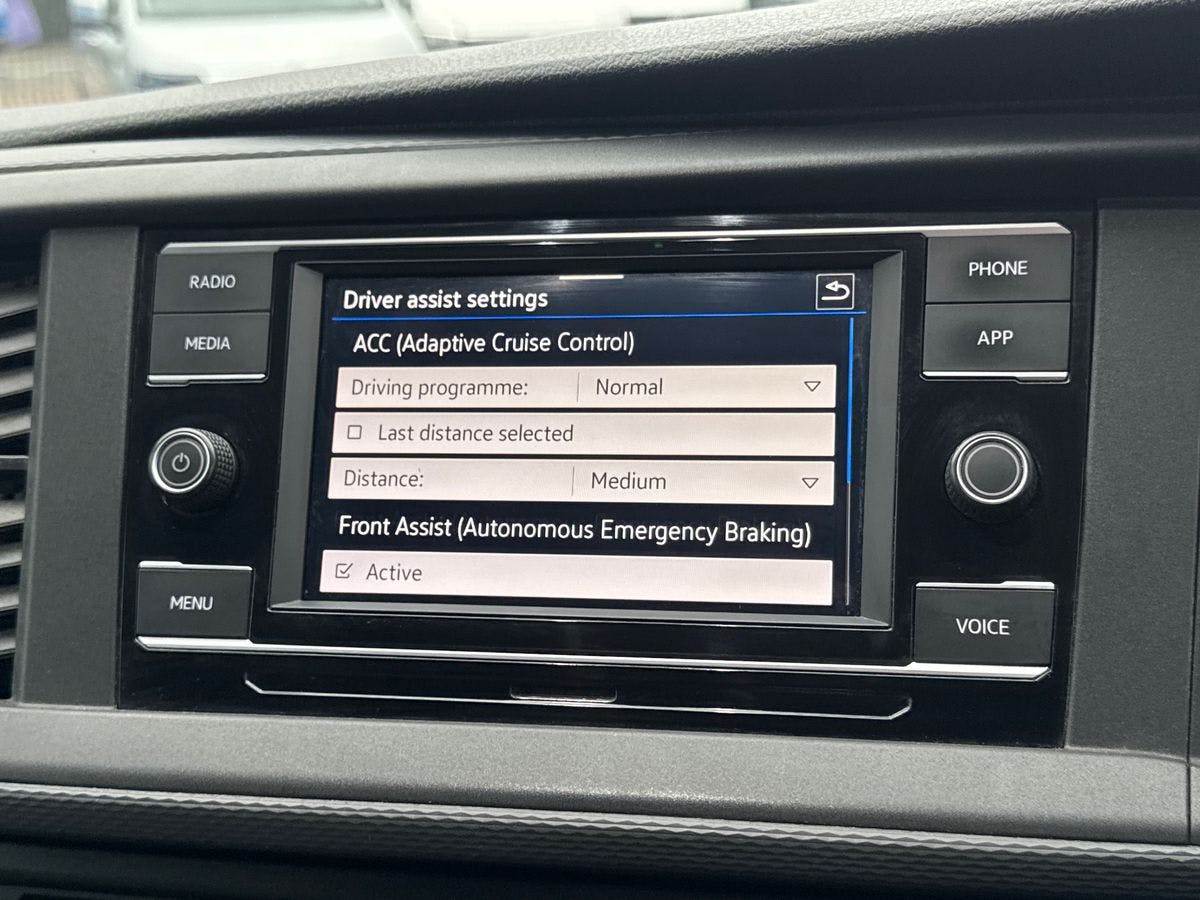 RADIO
MEDIA
MENU
Driver assist settings
ACC (Adaptive Cruise Control)
Driving programme: Normal
Last distance selected
Distance: Medium
Front Assist (Autonomous Emergency Braking)
Active
PHONE
APP
VOICE